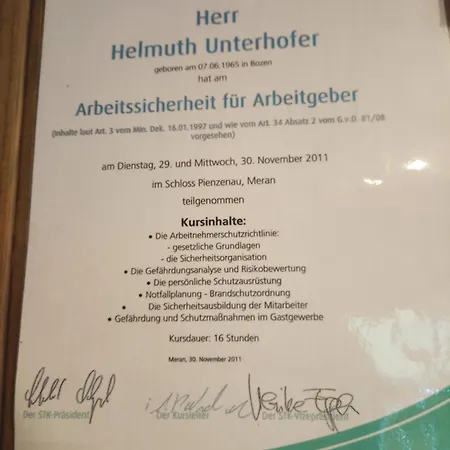 Herr
Helmuth Unterhofer
geboren am 07.06.1965 in Bozen
hat am
Arbeitssicherheit für Arbeitgeber
(Inhalte laut Art. 3 vom Min. Dek. 16.01.1997 und wie vom Art. 34 Absatz 2 vom G.v.D. 81/08
vorgesehen)
am Dienstag, 29. und Mittwoch, 30. November 2011
im Schloss Pienzenau, Meran
teilgenommen
Kursinhalte:
• Die Arbeitnehmerschutzrichtlinie:
- gesetzliche Grundlagen
- die Sicherheitsorganisation
• Die Gefährdungsanalyse und Risikobewertung
• Die persönliche Schutzausrüstung
• Notfallplanung - Brandschutzordnung
• Die Sicherheitsausbildung der Mitarbeiter
• Gefährdung und Schutzmaßnahmen im Gastgewerbe
Kursdauer: 16 Stunden
Meran, 30. November 2011
Der STK-Präsident
Der Kursleiter
Der STK-Vizepräsident